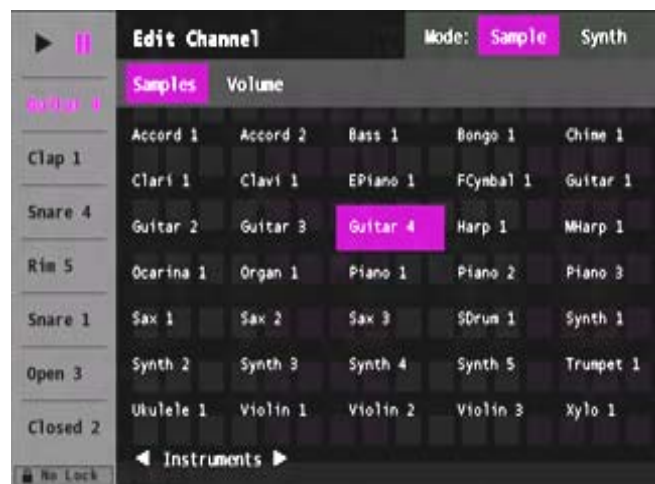 Edit Channel
Mode: Sample Synth
Samples Volume
Guitar 4
Clap 1
Snare 4
Rim 5
Snare 1
Open 3
Closed 2
No Lock
Accord 1 Accord 2 Bass 1 Bongo 1 Chime 1
Clari 1 Clavi 1 EPiano 1 FCymbal 1 Guitar 1
Guitar 2 Guitar 3 Guitar 4 Harp 1 MHarp 1
Ocarina 1 Organ 1 Piano 1 Piano 2 Piano 3
Sax 1 Sax 2 Sax 3 SDrum 1 Synth 1
Synth 2 Synth 3 Synth 4 Synth 5 Trumpet 1
Ukulele 1 Violin 1 Violin 2 Violin 3 Xylo 1
Instruments